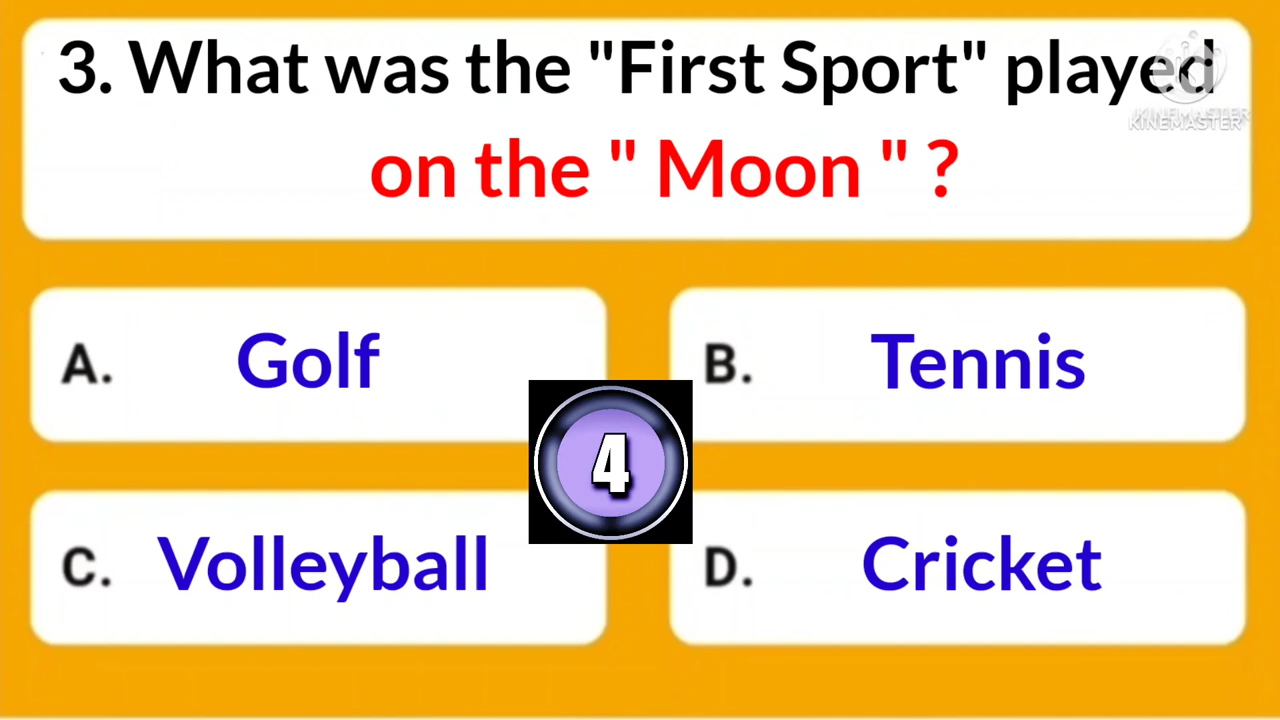 3. What was the "First Sport" played
KINEMASTER
on the " Moon " ?
A. Golf
B. Tennis
4
C. Volleyball
D. Cricket